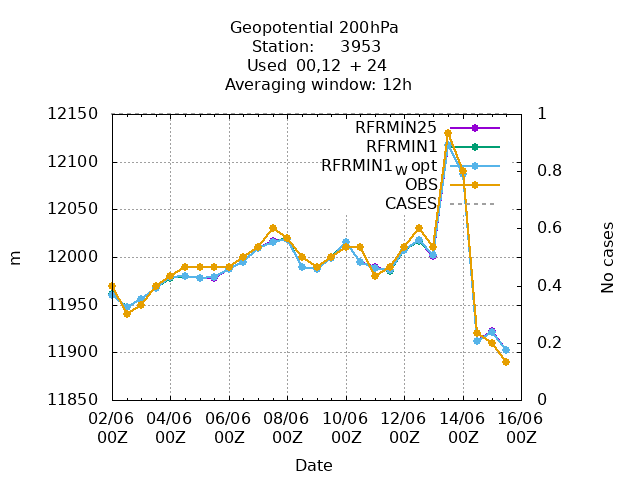 Geopotential 200hPa
Station: 3953
Used 00,12 + 24
Averaging window: 12h
12150
12100
12050
12000
11950
11900
11850
m
1
0.8
0.6
0.4
0.2
0
No cases
RFRMIN25
RFRMIN1
RFRMIN1w opt
OBS
CASES
02/06 04/06 06/06 08/06 10/06 12/06 14/06 16/06
00Z 00Z 00Z 00Z 00Z 00Z 00Z 00Z
Date